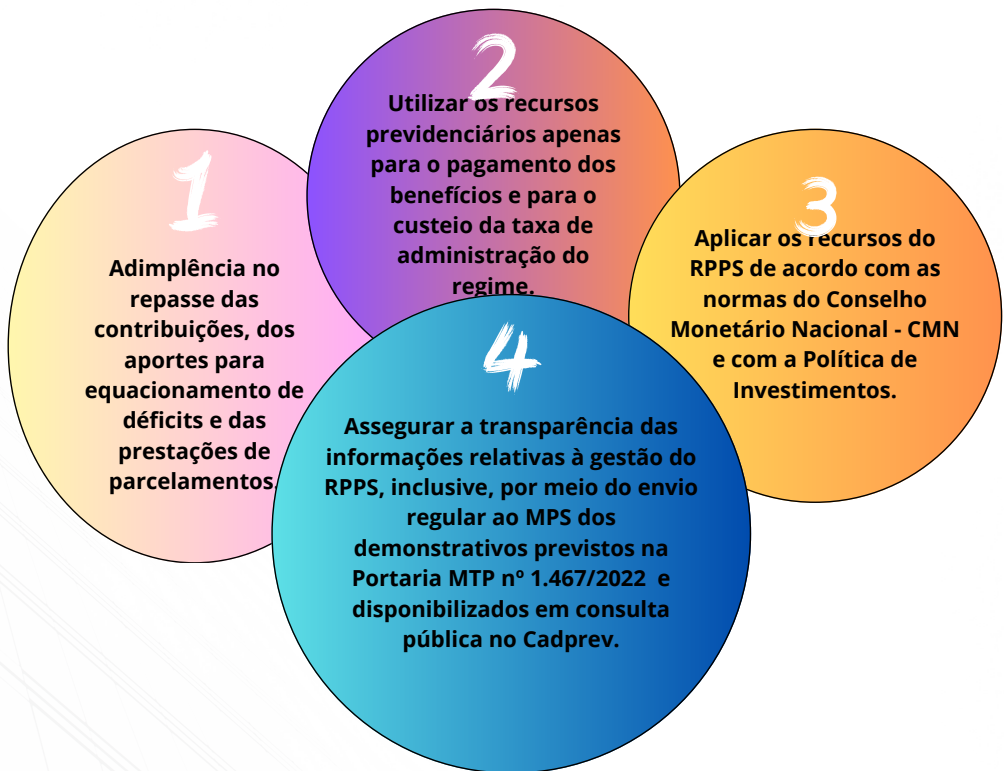 1
Adimplência no
repasse das
contribuições, dos
aportes para
equacionamento de
déficits e das
prestações de
parcelamentos.
2
Utilizar os recursos
previdenciários apenas
para o pagamento dos
benefícios e para o
custeio da taxa de
administração do
regime.
3
Aplicar os recursos do
RPPS de acordo com as
normas do Conselho
Monetário Nacional - CMN
e com a Política de
Investimentos.
4
Assegurar a transparência das
informações relativas à gestão do
RPPS, inclusive, por meio do envio
regular ao MPS dos
demonstrativos previstos na
Portaria MTP nº 1.467/2022 e
disponibilizados em consulta
pública no Cadprev.